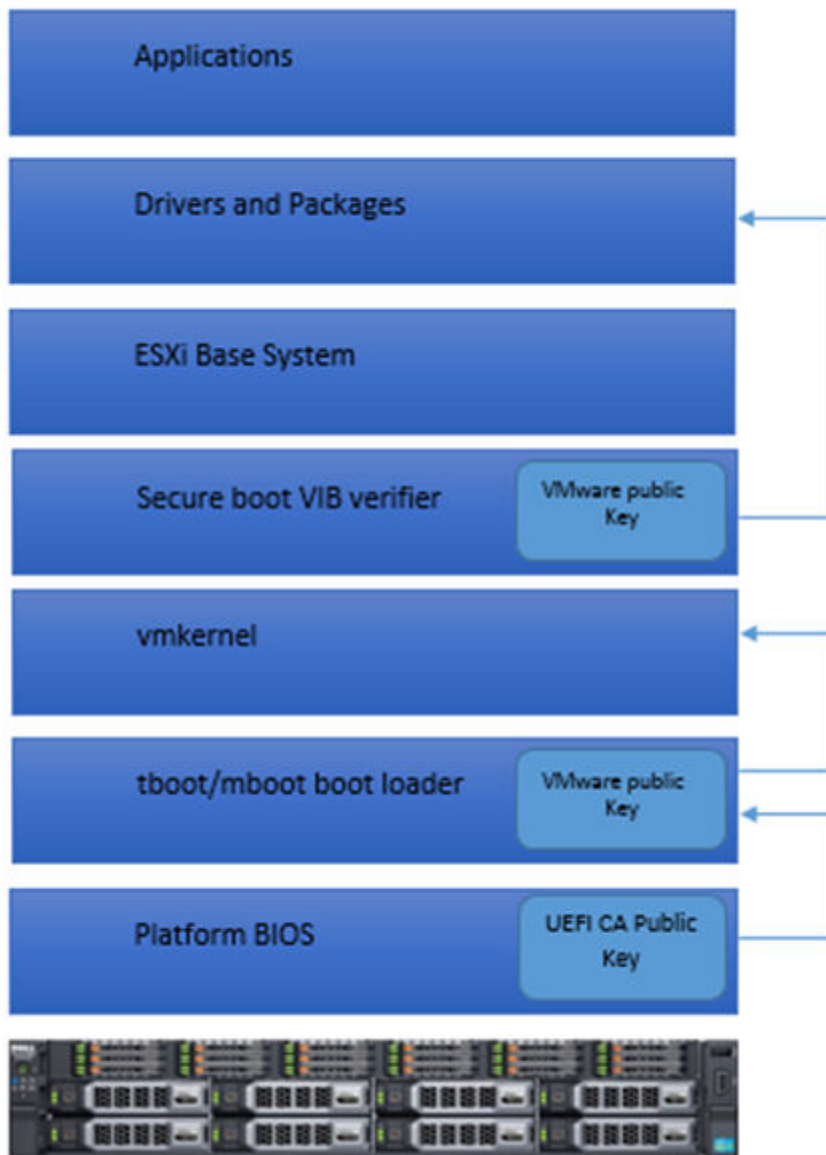 Applications
Drivers and Packages
ESXi Base System
Secure boot VIB verifier
VMware public
Key
vmkernel
tboot/mboot boot loader
VMware public
Key
Platform BIOS
UEFI CA Public
Key